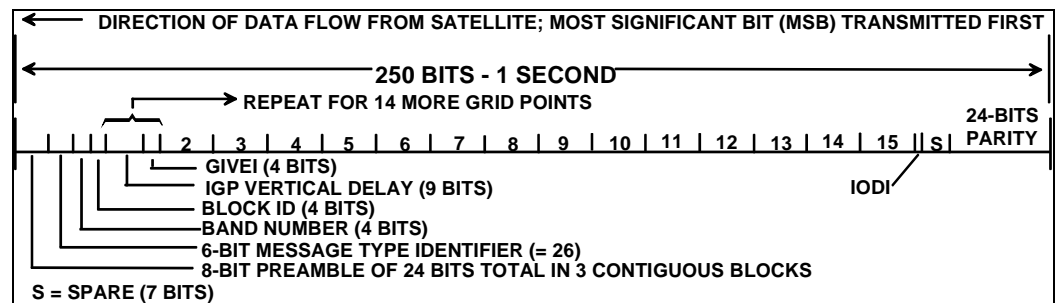 DIRECTION OF DATA FLOW FROM SATELLITE; MOST SIGNIFICANT BIT (MSB) TRANSMITTED FIRST
250 BITS - 1 SECOND
REPEAT FOR 14 MORE GRID POINTS
24-BITS
PARITY
2 3 4 5 6 7 8 9 10 11 12 13 14 15 S
GIVEI (4 BITS)
IGP VERTICAL DELAY (9 BITS)
IODI
BLOCK ID (4 BITS)
BAND NUMBER (4 BITS)
6-BIT MESSAGE TYPE IDENTIFIER (= 26)
8-BIT PREAMBLE OF 24 BITS TOTAL IN 3 CONTIGUOUS BLOCKS
S = SPARE (7 BITS)